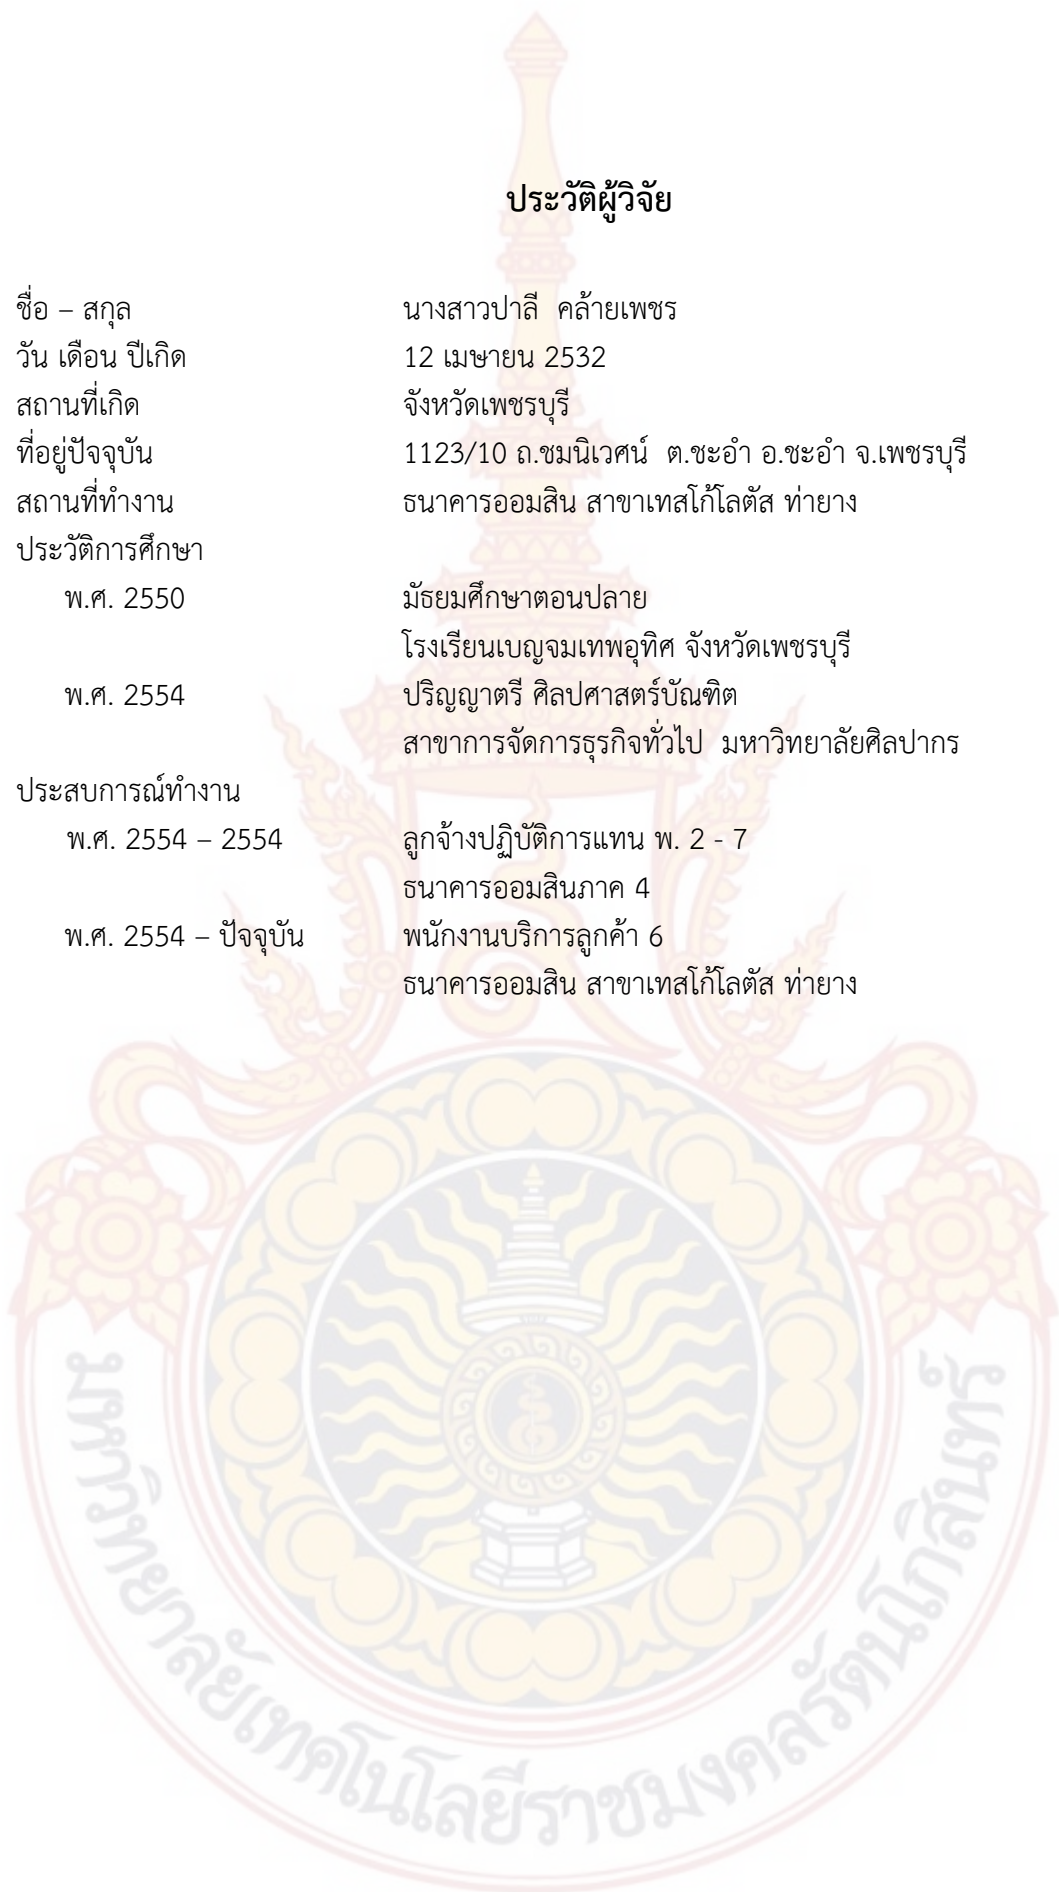 ประวัติผู้วิจัย
ชื่อ – สกุล นางสาวปาลี คล้ายเพชร
วัน เดือน ปีเกิด 12 เมษายน 2532
สถานที่เกิด จังหวัดเพชรบุรี
ที่อยู่ปัจจุบัน 1123/10 ถ.ชมนิเวศน์ ต.ชะอำ อ.ชะอำ จ.เพชรบุรี
สถานที่ทำงาน ธนาคารออมสิน สาขาเทสโก้โลตัส ท่ายาง
ประวัติการศึกษา
พ.ศ. 2550 มัธยมศึกษาตอนปลาย
โรงเรียนเบญจมเทพอุทิศ จังหวัดเพชรบุรี
พ.ศ. 2554 ปริญญาตรี ศิลปศาสตร์บัณฑิต
สาขาการจัดการธุรกิจทั่วไป มหาวิทยาลัยศิลปากร
ประสบการณ์ทำงาน
พ.ศ. 2554 – 2554 ลูกจ้างปฏิบัติการแทน พ. 2 - 7
ธนาคารออมสินภาค 4
พ.ศ. 2554 – ปัจจุบัน พนักงานบริการลูกค้า 6
ธนาคารออมสิน สาขาเทสโก้โลตัส ท่ายาง
มหาวิทยาลัยเทคโนโลยีราชมงคลรัตนโกสินทร์